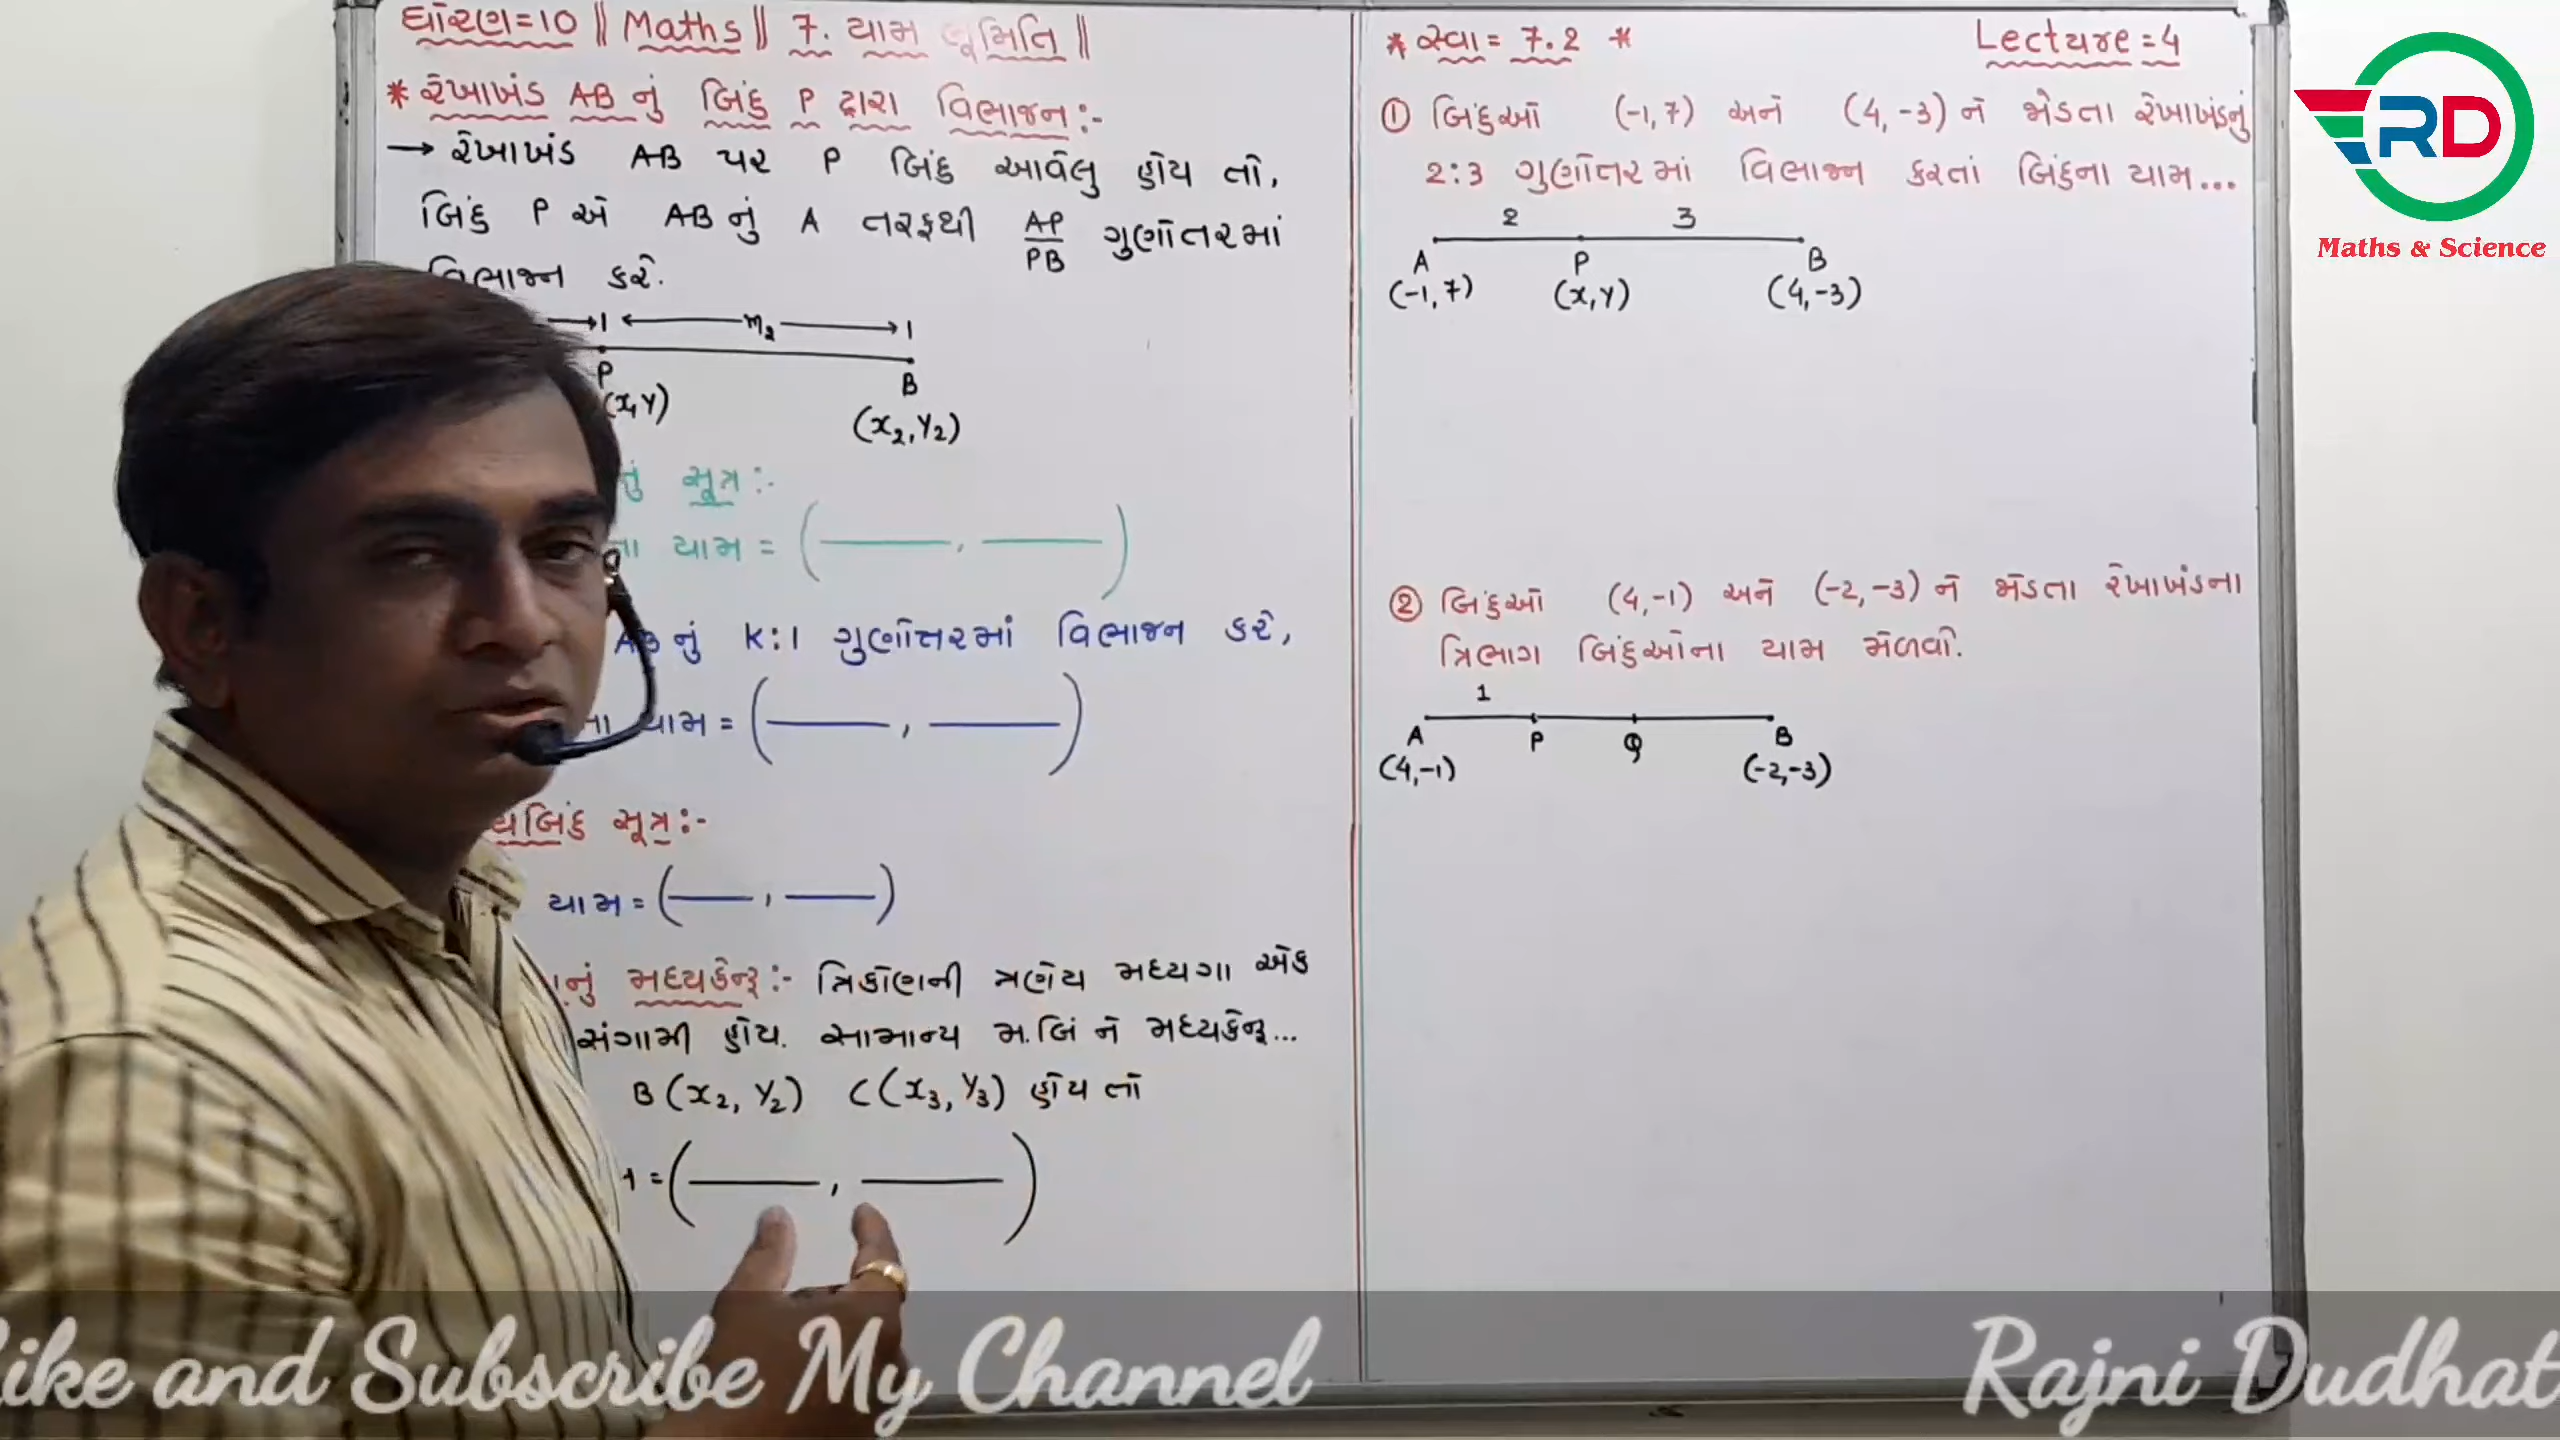 ધોરણ=10 || Maths || 7. યામ ભૂમિતિ ||
* રેખાખંડ AB નું બિંદુ P દ્વારા વિભાજન:-
→ રેખાખંડ AB પર P બિંદુ આવેલુ હોય તો,
બિંદુ P એ AB નું A તરફથી AP/PB ગુણોતરમાં
વિભાજન કરે.
m₂
P
B
(x,y)
(x₂,y₂)
નું સૂત્ર:-
ના યામ = ( ——— , ——— )
AB નું K:1 ગુણોત્તરમાં વિભાજન કરે,
ના યામ = ( ——— , ——— )
ધ્યબિંદુ સૂત્ર:-
યામ = ( —— , —— )
નું મધ્યકેન્દ્ર:- ત્રિકોણની ત્રણેય મધ્યગા એક
સંગામી હોય. સામાન્ય મ.બિં ને મધ્યકેન્દ્ર...
B(x₂, y₂) C(x₃, y₃) હોય તો
= ( ——— , ——— )
* સ્વા = 7.2 *
Lecture = 4
① બિંદુઓ (-1,7) અને (4,-3) ને જોડતા રેખાખંડનું
2:3 ગુણોતરમાં વિભાજન કરતાં બિંદુના યામ...
2 3
A P B
(-1,7) (x,y) (4,-3)
② બિંદુઓ (4,-1) અને (-2,-3) ને જોડતા રેખાખંડના
ત્રિભાગ બિંદુઓના યામ મેળવો.
1
A P Q B
(4,-1) (-2,-3)
RD
Maths & Science
ike and Subscribe My Channel
Rajni Dudhat